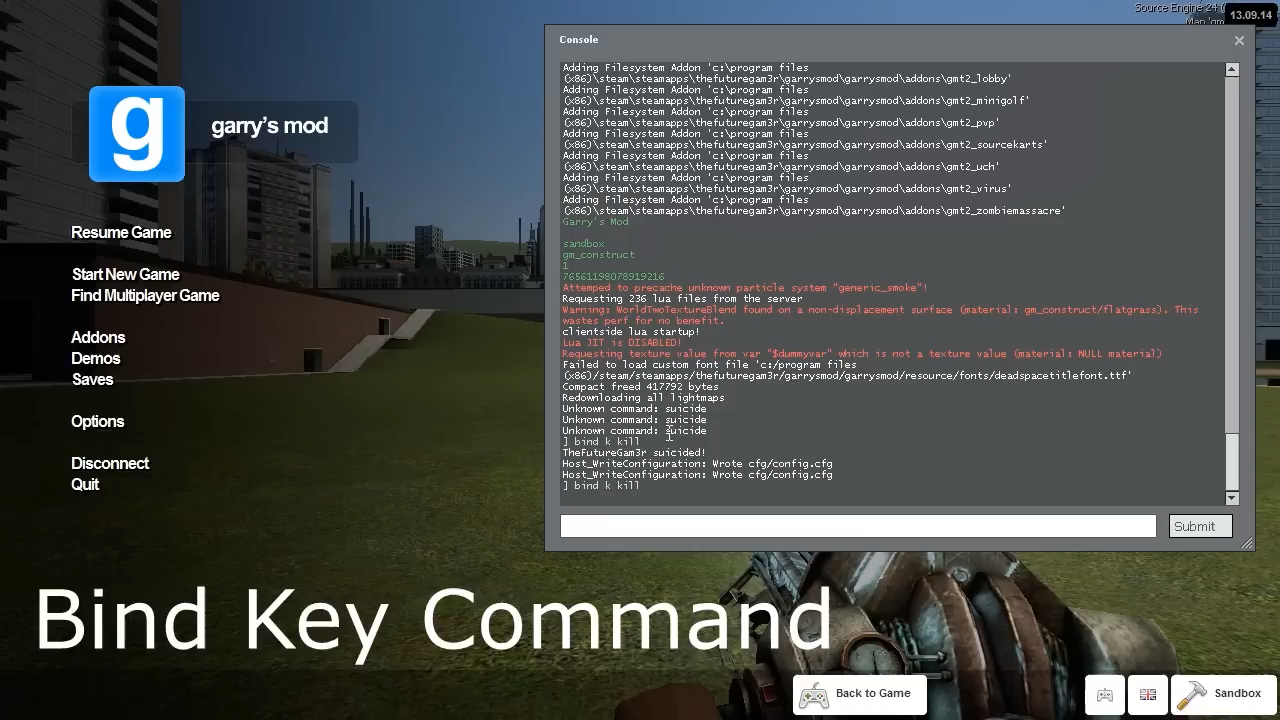 Source Engine 24 (
Map 'gm
13.09.14
Console
g
garry's mod
Resume Game
Start New Game
Find Multiplayer Game
Addons
Demos
Saves
Options
Disconnect
Quit
Adding Filesystem Addon 'c:\program files
(x86)\steam\steamapps\thefuturegam3r\garrysmod\garrysmod\addons\gmt2_lobby'
Adding Filesystem Addon 'c:\program files
(x86)\steam\steamapps\thefuturegam3r\garrysmod\garrysmod\addons\gmt2_minigolf'
Adding Filesystem Addon 'c:\program files
(x86)\steam\steamapps\thefuturegam3r\garrysmod\garrysmod\addons\gmt2_pvp'
Adding Filesystem Addon 'c:\program files
(x86)\steam\steamapps\thefuturegam3r\garrysmod\garrysmod\addons\gmt2_sourcekarts'
Adding Filesystem Addon 'c:\program files
(x86)\steam\steamapps\thefuturegam3r\garrysmod\garrysmod\addons\gmt2_uch'
Adding Filesystem Addon 'c:\program files
(x86)\steam\steamapps\thefuturegam3r\garrysmod\garrysmod\addons\gmt2_virus'
Adding Filesystem Addon 'c:\program files
(x86)\steam\steamapps\thefuturegam3r\garrysmod\garrysmod\addons\gmt2_zombiemassacre'
Garry's Mod
sandbox
gm_construct
1
76561198078919216
Attemped to precache unknown particle system "generic_smoke"!
Requesting 236 lua files from the server
Warning: WorldTwoTextureBlend found on a non-displacement surface (material: gm_construct/flatgrass). This
wastes perf for no benefit.
clientside lua startup!
Lua JIT is DISABLED!
Requesting texture value from var "$dummyvar" which is not a texture value (material: NULL material)
Failed to load custom font file 'c:/program files
(x86)/steam/steamapps/thefuturegam3r/garrysmod/garrysmod/resource/fonts/deadspacetitlefont.ttf'
Compact freed 417792 bytes
Redownloading all lightmaps
Unknown command: suicide
Unknown command: suicide
Unknown command: suicide
] bind k kill
TheFutureGam3r suicided!
Host_WriteConfiguration: Wrote cfg/config.cfg
Host_WriteConfiguration: Wrote cfg/config.cfg
] bind k kill
Submit
Bind Key Command
Back to Game
Sandbox